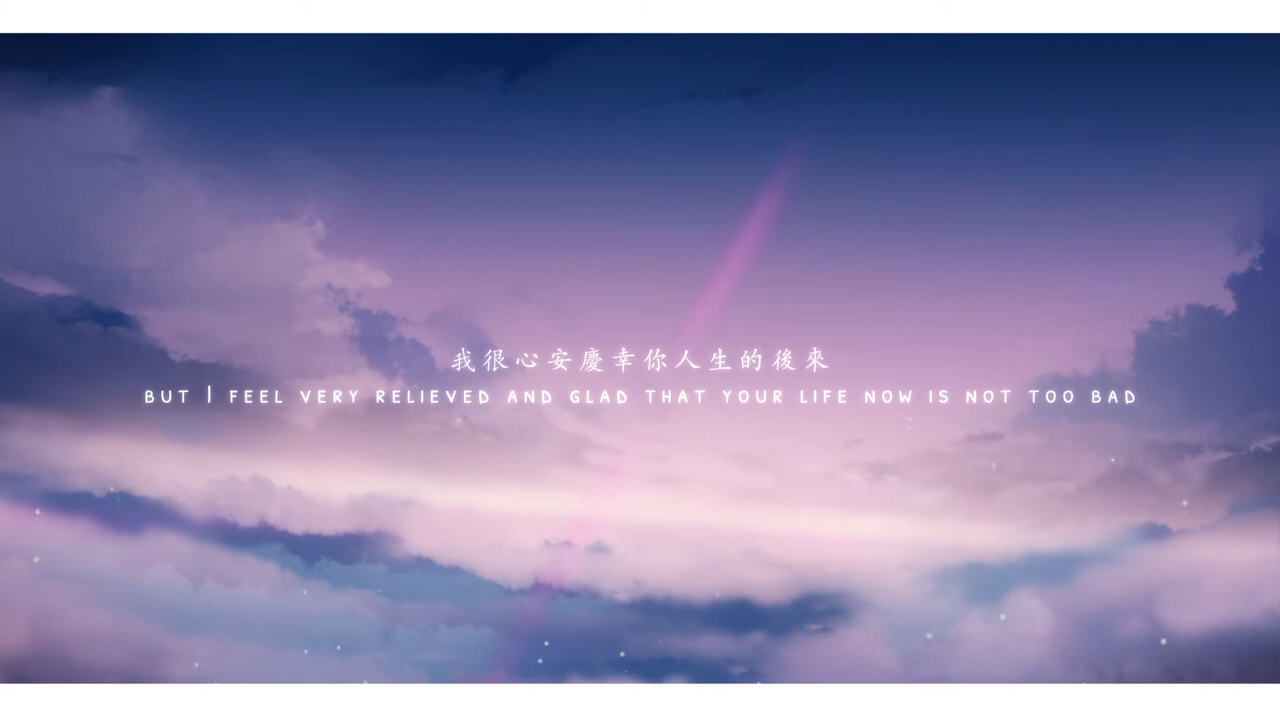 我很心安慶幸你人生的後來
BUT I FEEL VERY RELIEVED AND GLAD THAT YOUR LIFE NOW IS NOT TOO BAD